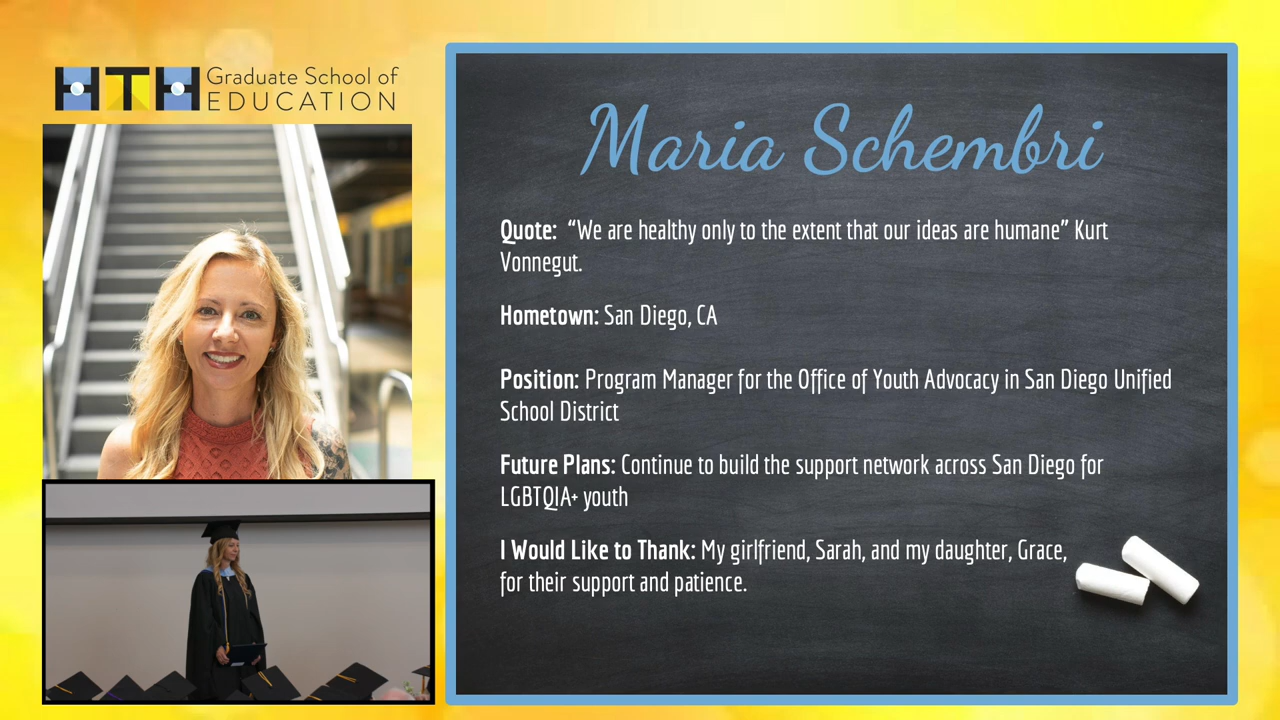 HTH Graduate School of
EDUCATION
Maria Schembri
Quote:  “We are healthy only to the extent that our ideas are humane” Kurt
Vonnegut.
Hometown: San Diego, CA
Position: Program Manager for the Office of Youth Advocacy in San Diego Unified
School District
Future Plans: Continue to build the support network across San Diego for
LGBTQIA+ youth
I Would Like to Thank: My girlfriend, Sarah, and my daughter, Grace,
for their support and patience.